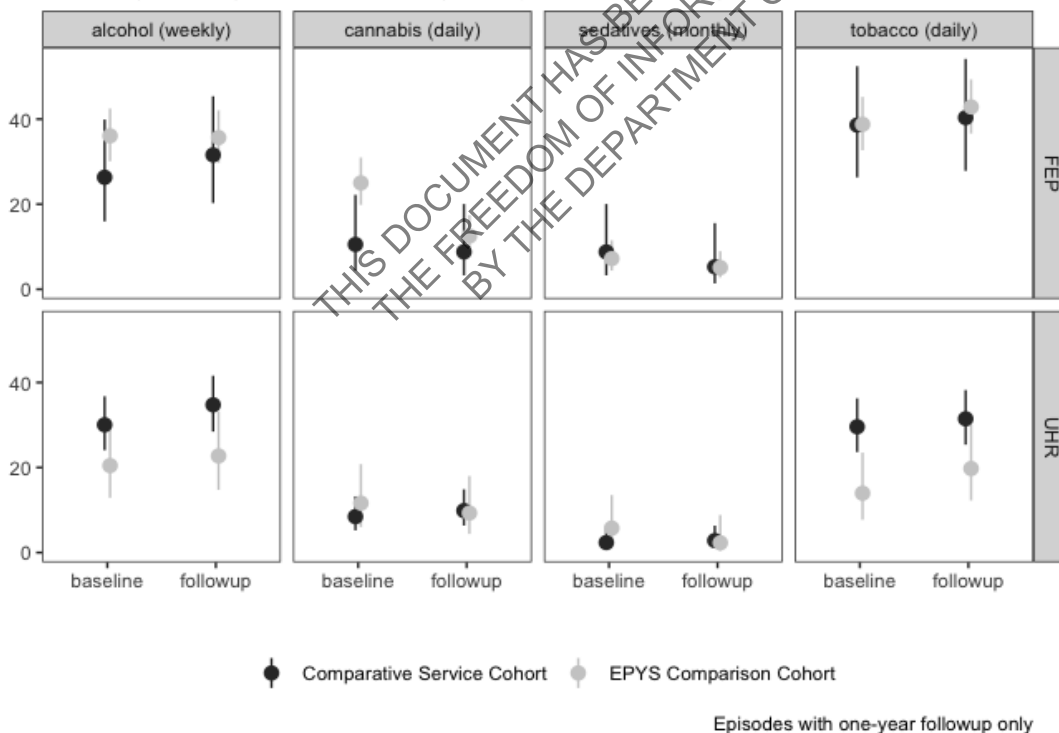 alcohol (weekly) cannabis (daily) sedatives (monthly) tobacco (daily)
40
20
0
FEP
40
20
0
UHR
baseline followup baseline followup baseline followup baseline followup
Comparative Service Cohort EPYS Comparison Cohort
Episodes with one-year followup only
THIS DOCUMENT HAS BE
THE FREEDOM OF INFOR
BY THE DEPARTMENT